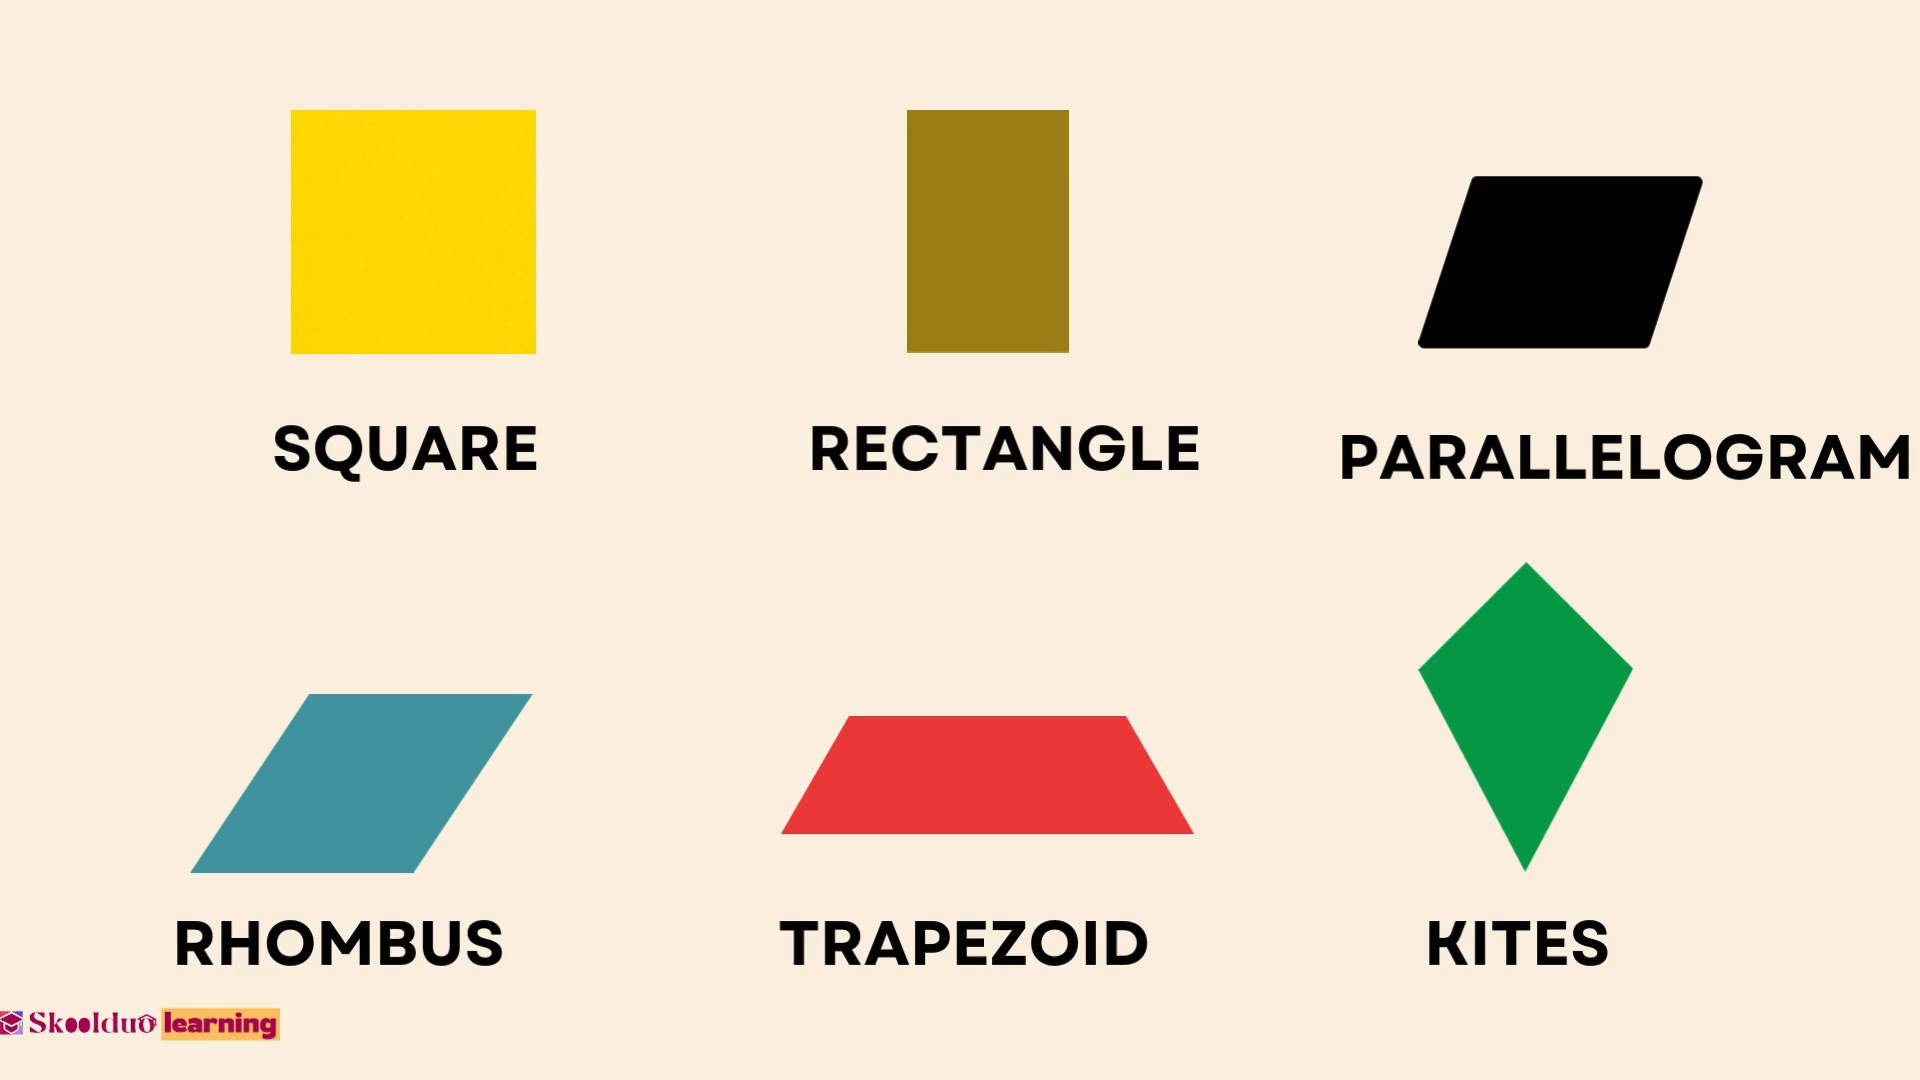 SQUARE
RECTANGLE
PARALLELOGRAM
RHOMBUS
TRAPEZOID
KITES
Skoolduo learning